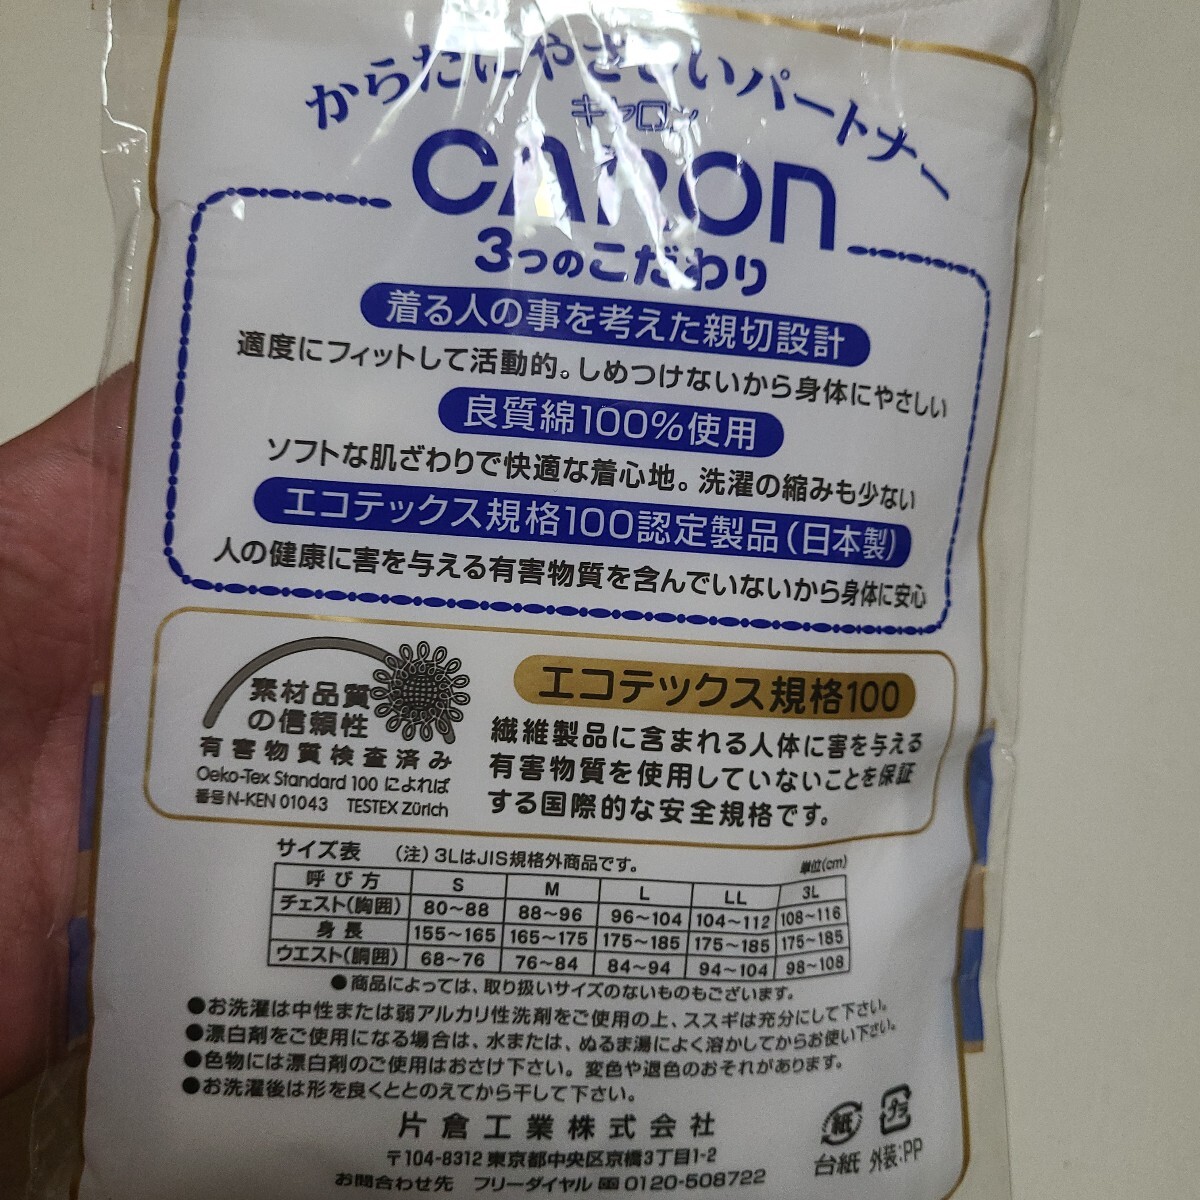 からだにやさしいパートナー
キャロン
CARON
3つのこだわり
着る人の事を考えた親切設計
適度にフィットして活動的。しめつけないから身体にやさしい
良質綿100%使用
ソフトな肌ざわりで快適な着心地。洗濯の縮みも少ない
エコテックス規格100認定製品(日本製)
人の健康に害を与える有害物質を含んでいないから身体に安心
素材品質
の信頼性
有害物質検査済み
Oeko-Tex Standard 100 によれば
番号N-KEN 01043 TESTEX Zürich
エコテックス規格100
繊維製品に含まれる人体に害を与える
有害物質を使用していないことを保証
する国際的な安全規格です。
サイズ表 (注) 3LはJIS規格外商品です。 単位(cm)
呼び方 S M L LL 3L
チェスト(胸囲) 80~88 88~96 96~104 104~112 108~116
身長 155~165 165~175 175~185 175~185 175~185
ウエスト(胴囲) 68~76 76~84 84~94 94~104 98~108
●商品によっては、取り扱いサイズのないものもございます。
●お洗濯は中性または弱アルカリ性洗剤をご使用の上、ススギは充分にして下さい。
●漂白剤をご使用になる場合は、水または、ぬるま湯によく溶かしてからお使い下さい。
●色物には漂白剤のご使用はおさけ下さい。変色や退色のおそれがあります。
●お洗濯後は形を良くととのえてから干して下さい。
片倉工業株式会社
〒104-8312 東京都中央区京橋3丁目1-2
お問合わせ先 フリーダイヤル 0120-508722
紙 プラ
台紙 外装:PP